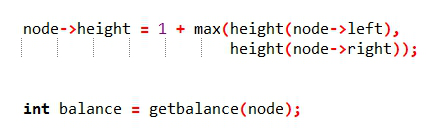 node->height = 1 + max(height(node->left),
height(node->right));
int balance = getbalance(node);